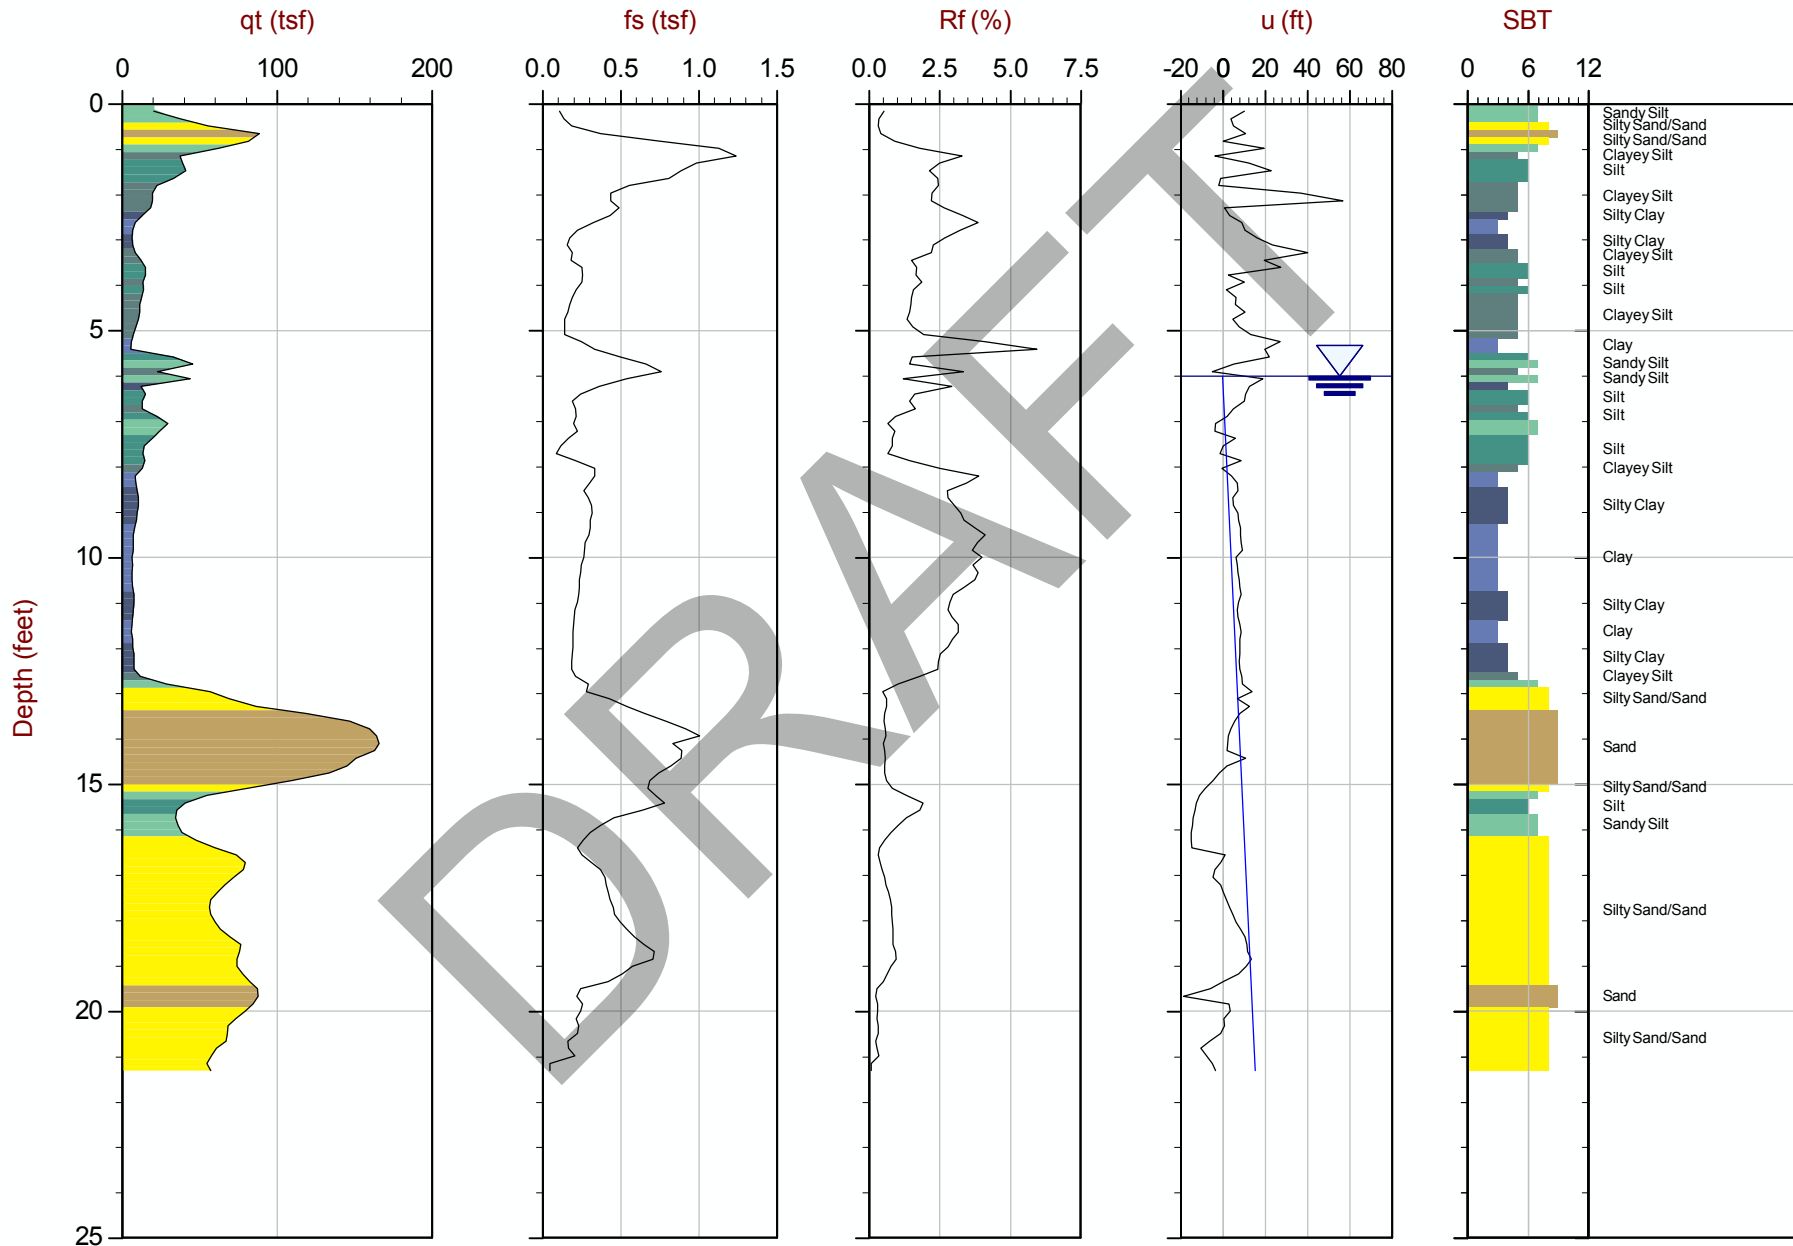 qt (tsf) fs (tsf) Rf (%) u (ft) SBT
0 100 200 0.0 0.5 1.0 1.5 0.0 2.5 5.0 7.5 -20 0 20 40 60 80 0 6 12
0
5
10
15
20
25
Depth (feet)
Sandy Silt
Silty Sand/Sand
Silty Sand/Sand
Clayey Silt
Silt
Clayey Silt
Silty Clay
Silty Clay
Clayey Silt
Silt
Silt
Clayey Silt
Clay
Sandy Silt
Sandy Silt
Silt
Silt
Silt
Clayey Silt
Silty Clay
Clay
Silty Clay
Clay
Silty Clay
Clayey Silt
Silty Sand/Sand
Sand
Silty Sand/Sand
Silt
Sandy Silt
Silty Sand/Sand
Sand
Silty Sand/Sand
DRAFT